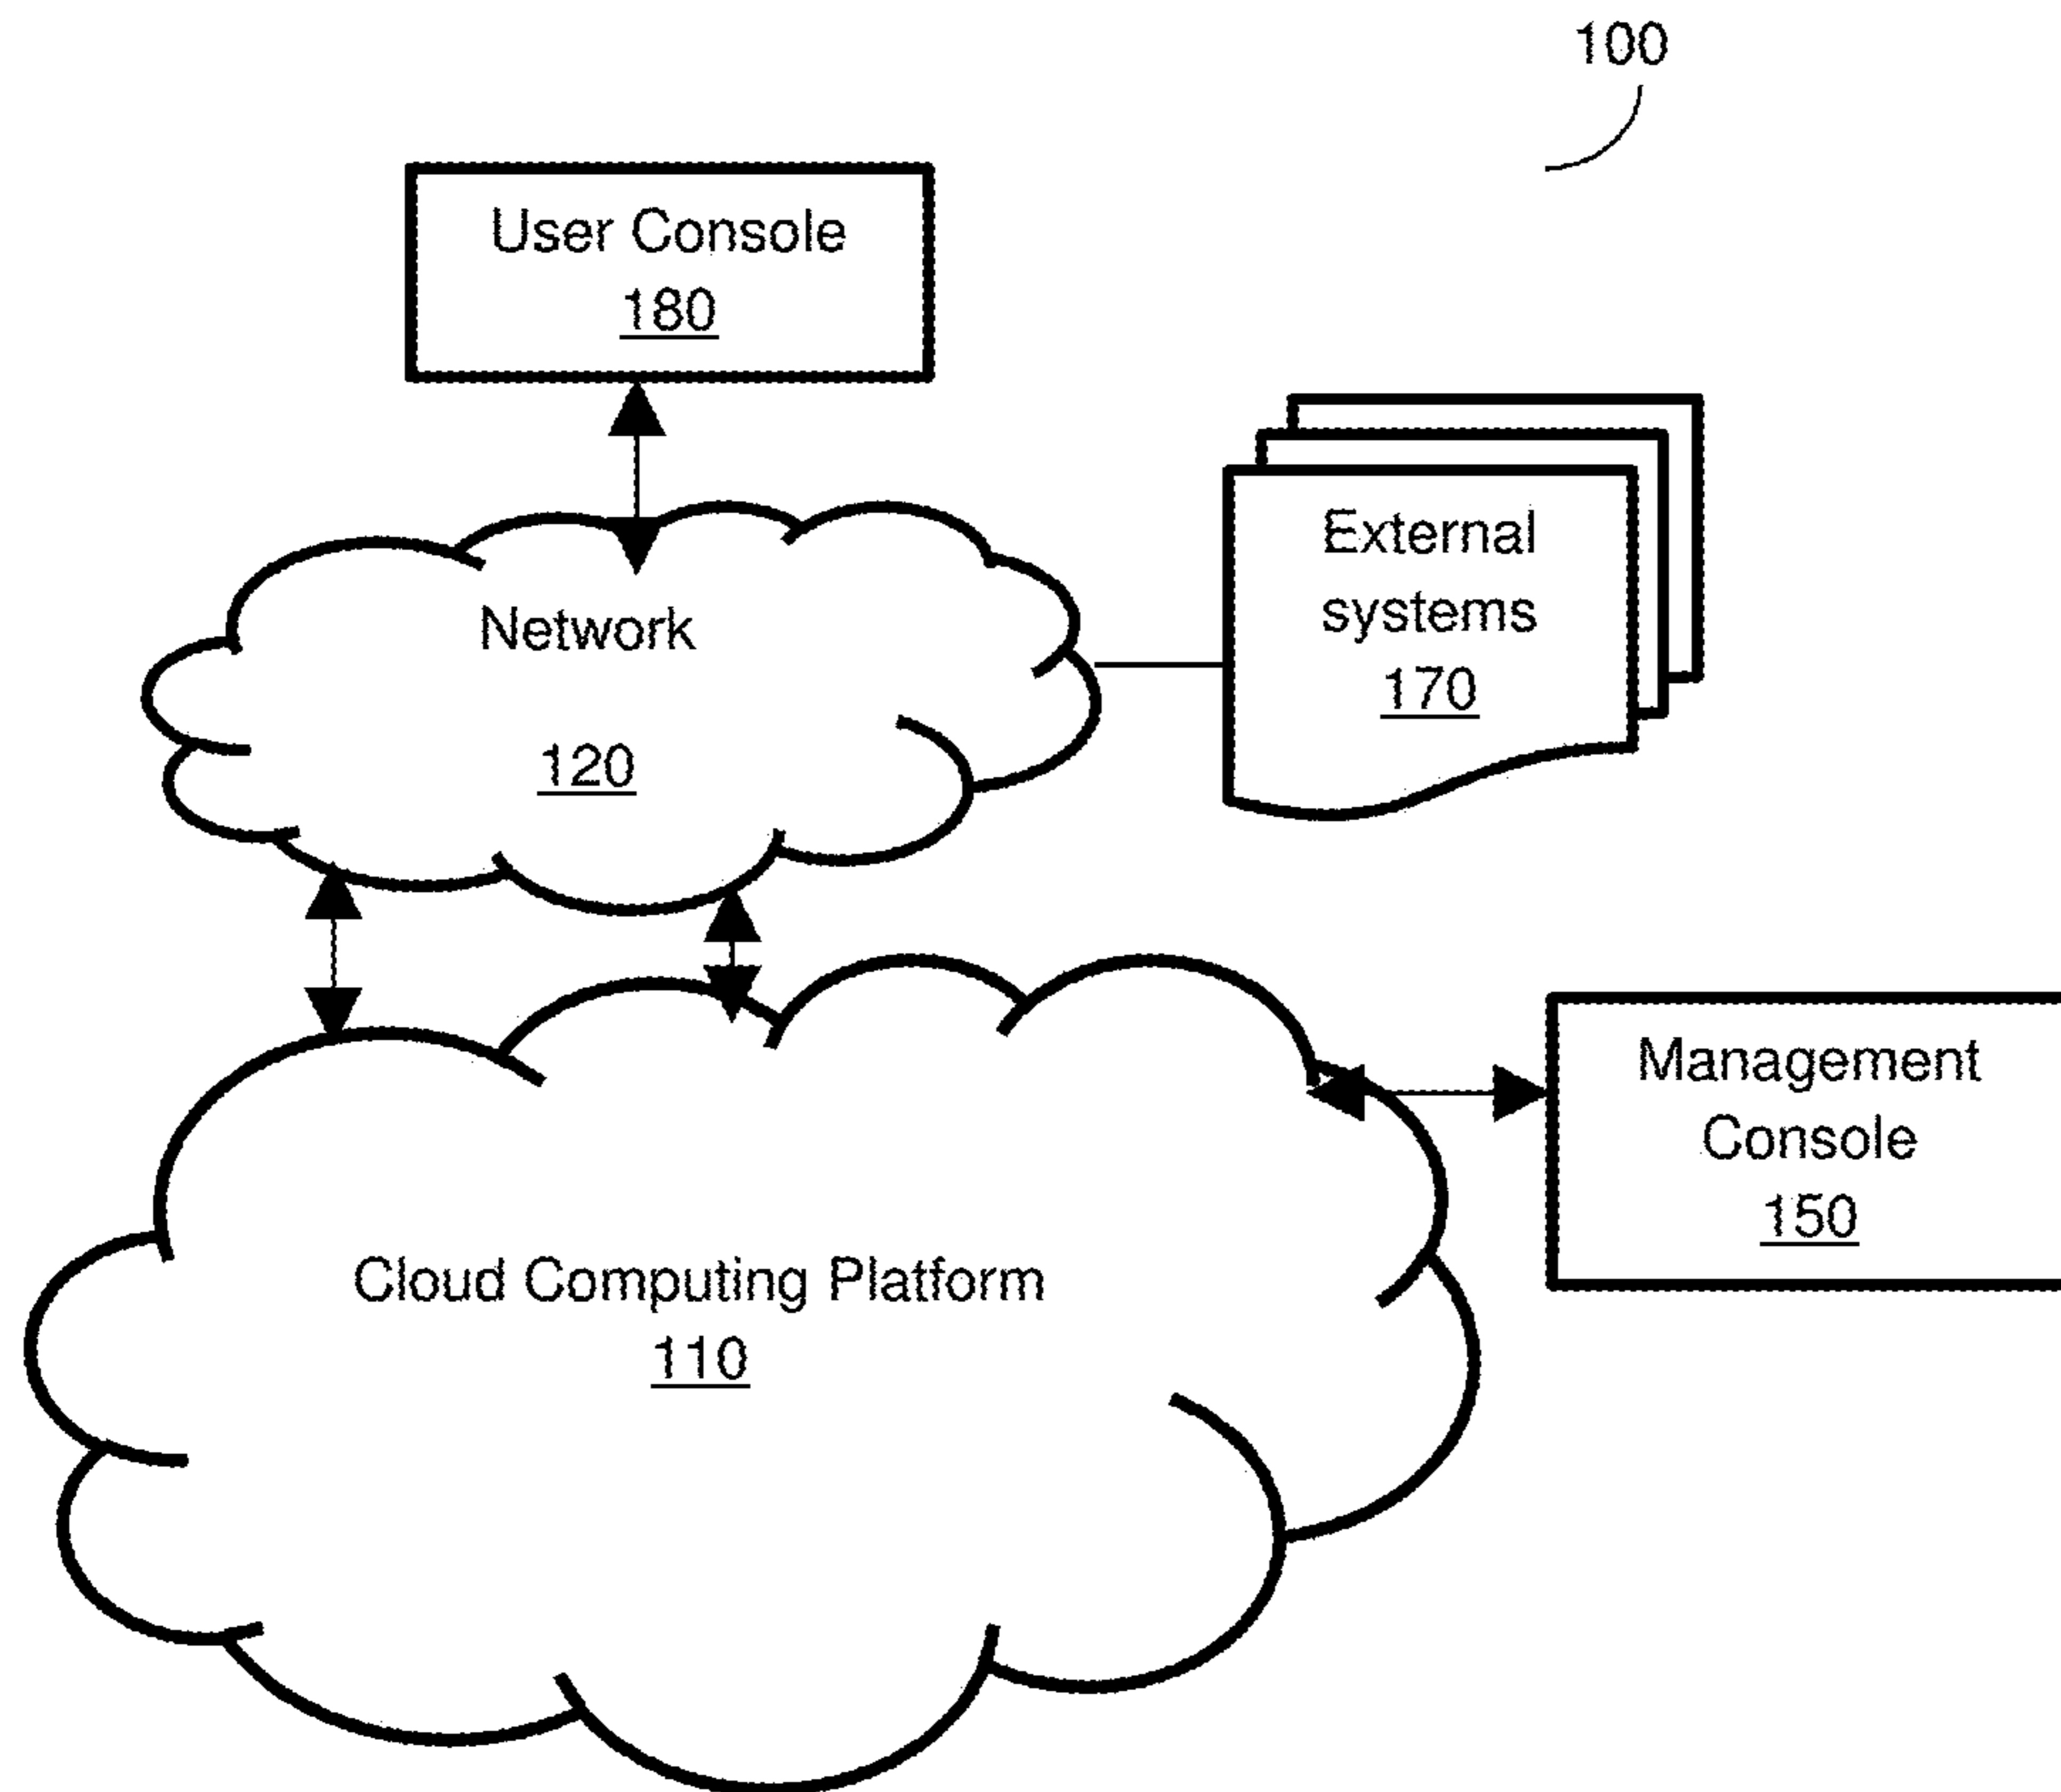 100
User Console
180
External
systems
170
Network
120
Management
Console
150
Cloud Computing Platform
110